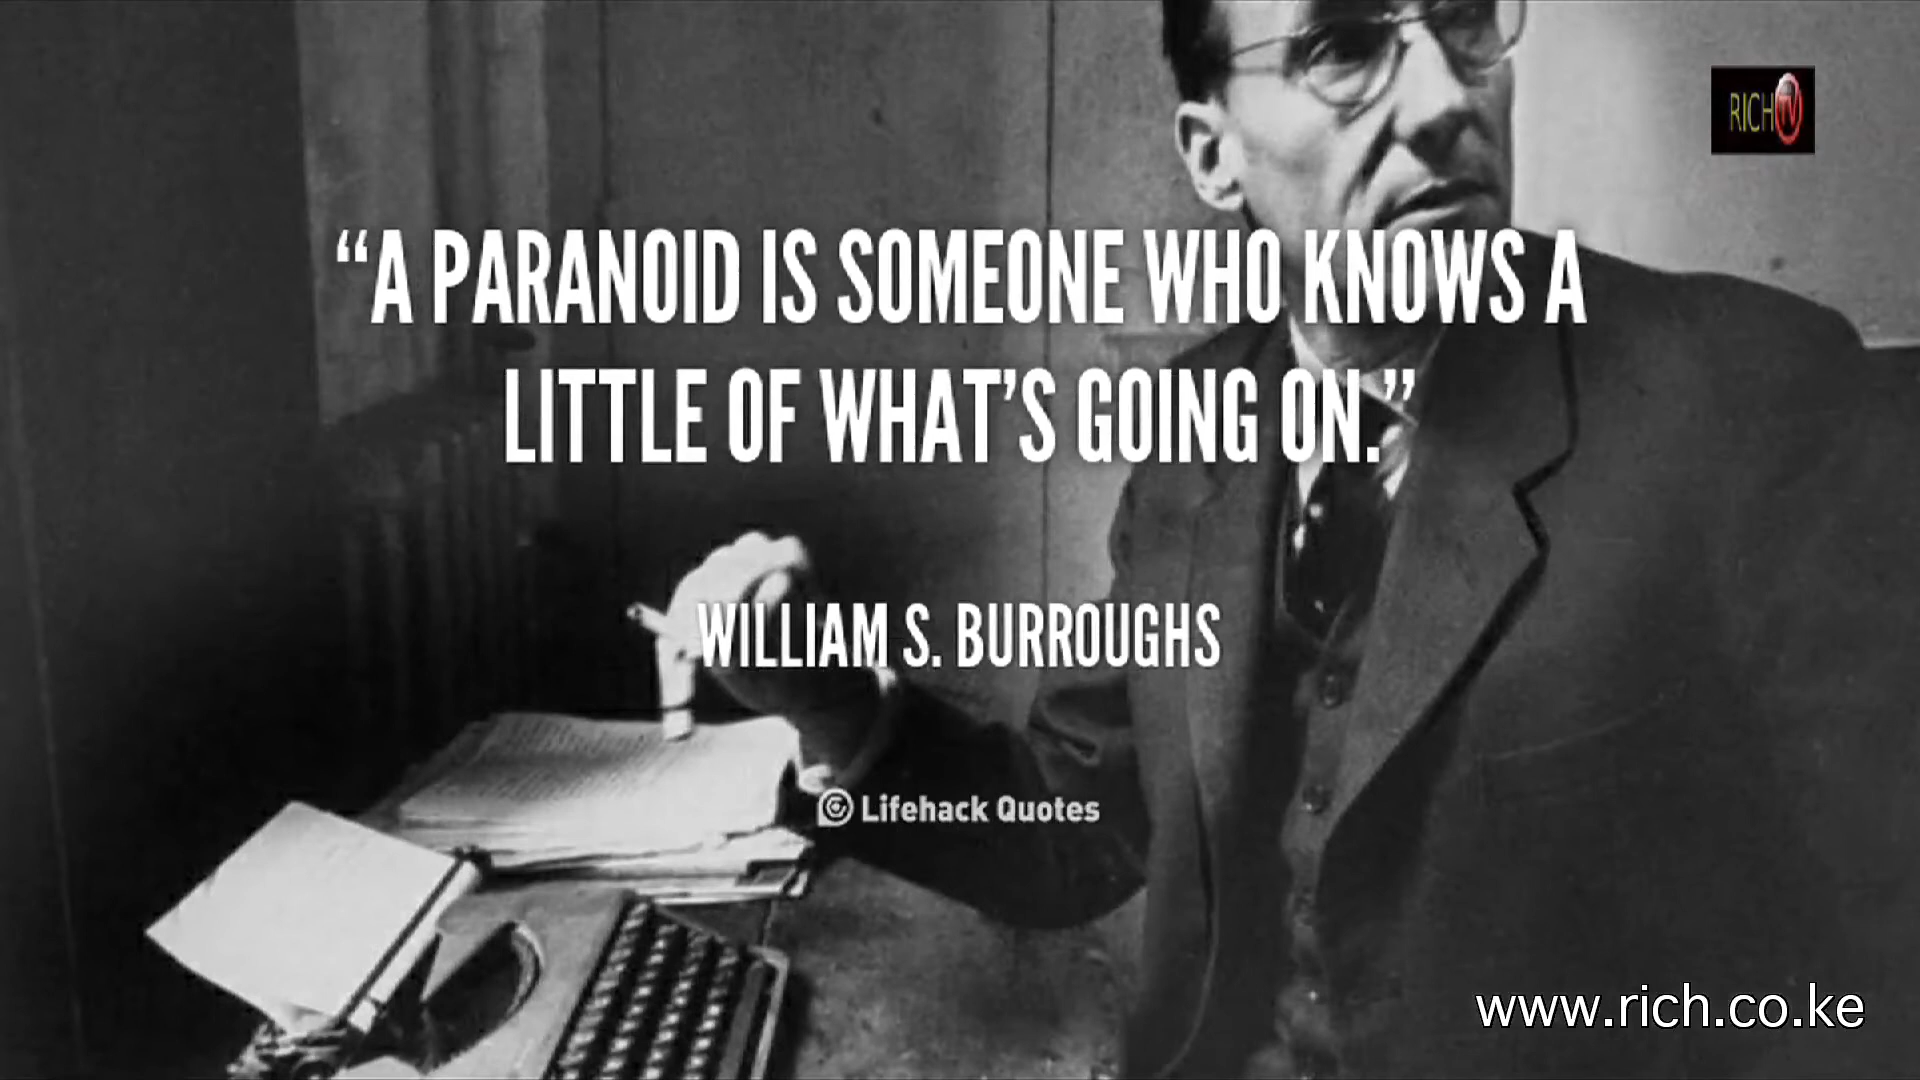 RICH TV
“A PARANOID IS SOMEONE WHO KNOWS A
LITTLE OF WHAT’S GOING ON.”
WILLIAM S. BURROUGHS
Lifehack Quotes
www.rich.co.ke